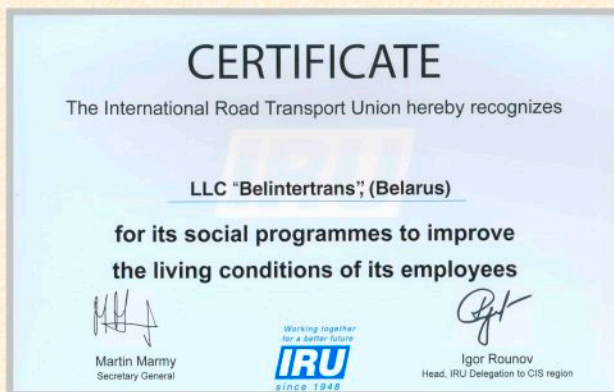 CERTIFICATE
The International Road Transport Union hereby recognizes
IRU
LLC "Belintertrans", (Belarus)
for its social programmes to improve
the living conditions of its employees
Martin Marmy
Secretary General
Working together
for a better future
IRU
since 1948
Igor Rounov
Head, IRU Delegation to CIS region